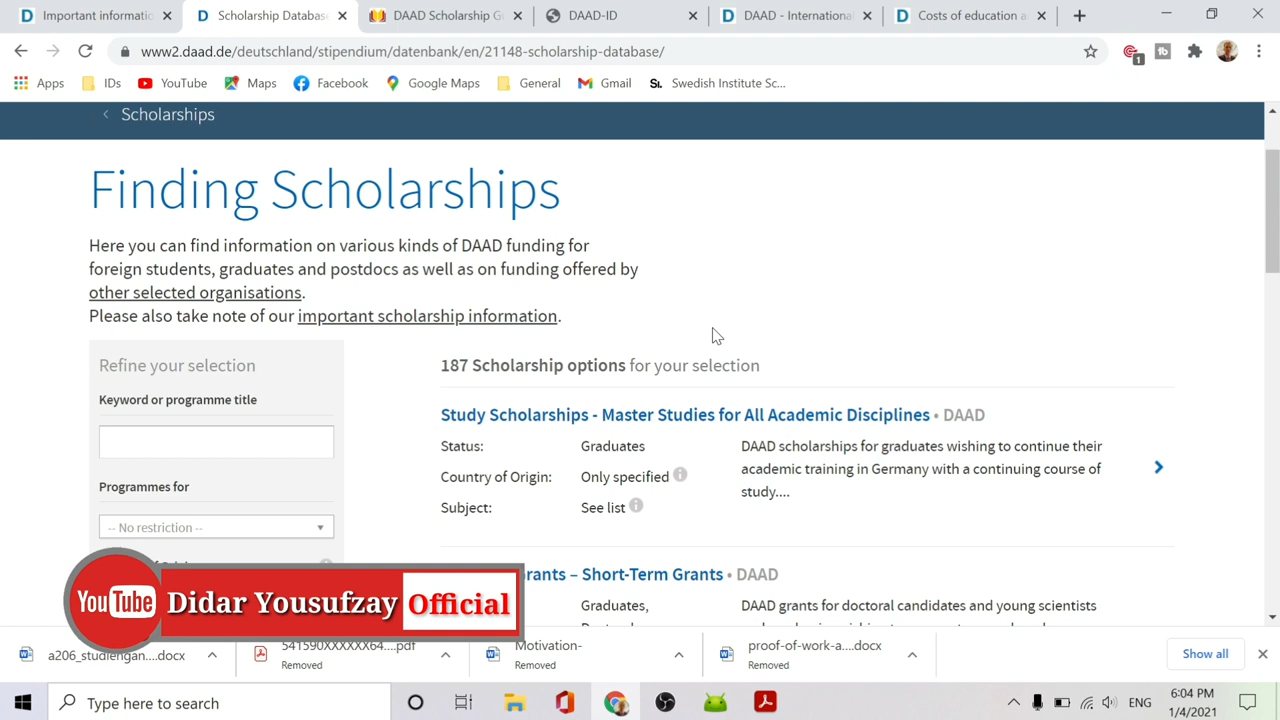 Important informati
Scholarship Databas
DAAD Scholarship G
DAAD-ID
DAAD - Internationa
Costs of education a
www2.daad.de/deutschland/stipendium/datenbank/en/21148-scholarship-database/
1
Apps
IDs
YouTube
Maps
Facebook
Google Maps
General
Gmail
Swedish Institute Sc...
Scholarships
Finding Scholarships
Here you can find information on various kinds of DAAD funding for
foreign students, graduates and postdocs as well as on funding offered by
other selected organisations.
Please also take note of our important scholarship information.
Refine your selection
Keyword or programme title
Programmes for
-- No restriction --
187 Scholarship options for your selection
Study Scholarships - Master Studies for All Academic Disciplines • DAAD
Status: Graduates
Country of Origin: Only specified
Subject: See list
DAAD scholarships for graduates wishing to continue their
academic training in Germany with a continuing course of
study....
rants – Short-Term Grants • DAAD
Graduates,
DAAD grants for doctoral candidates and young scientists
YouTube Didar Yousufzay Official
a206_studiengan....docx
541590XXXXXX64....pdf
Removed
Motivation-
Removed
proof-of-work-a....docx
Removed
Show all
Type here to search
ENG
6:04 PM
1/4/2021